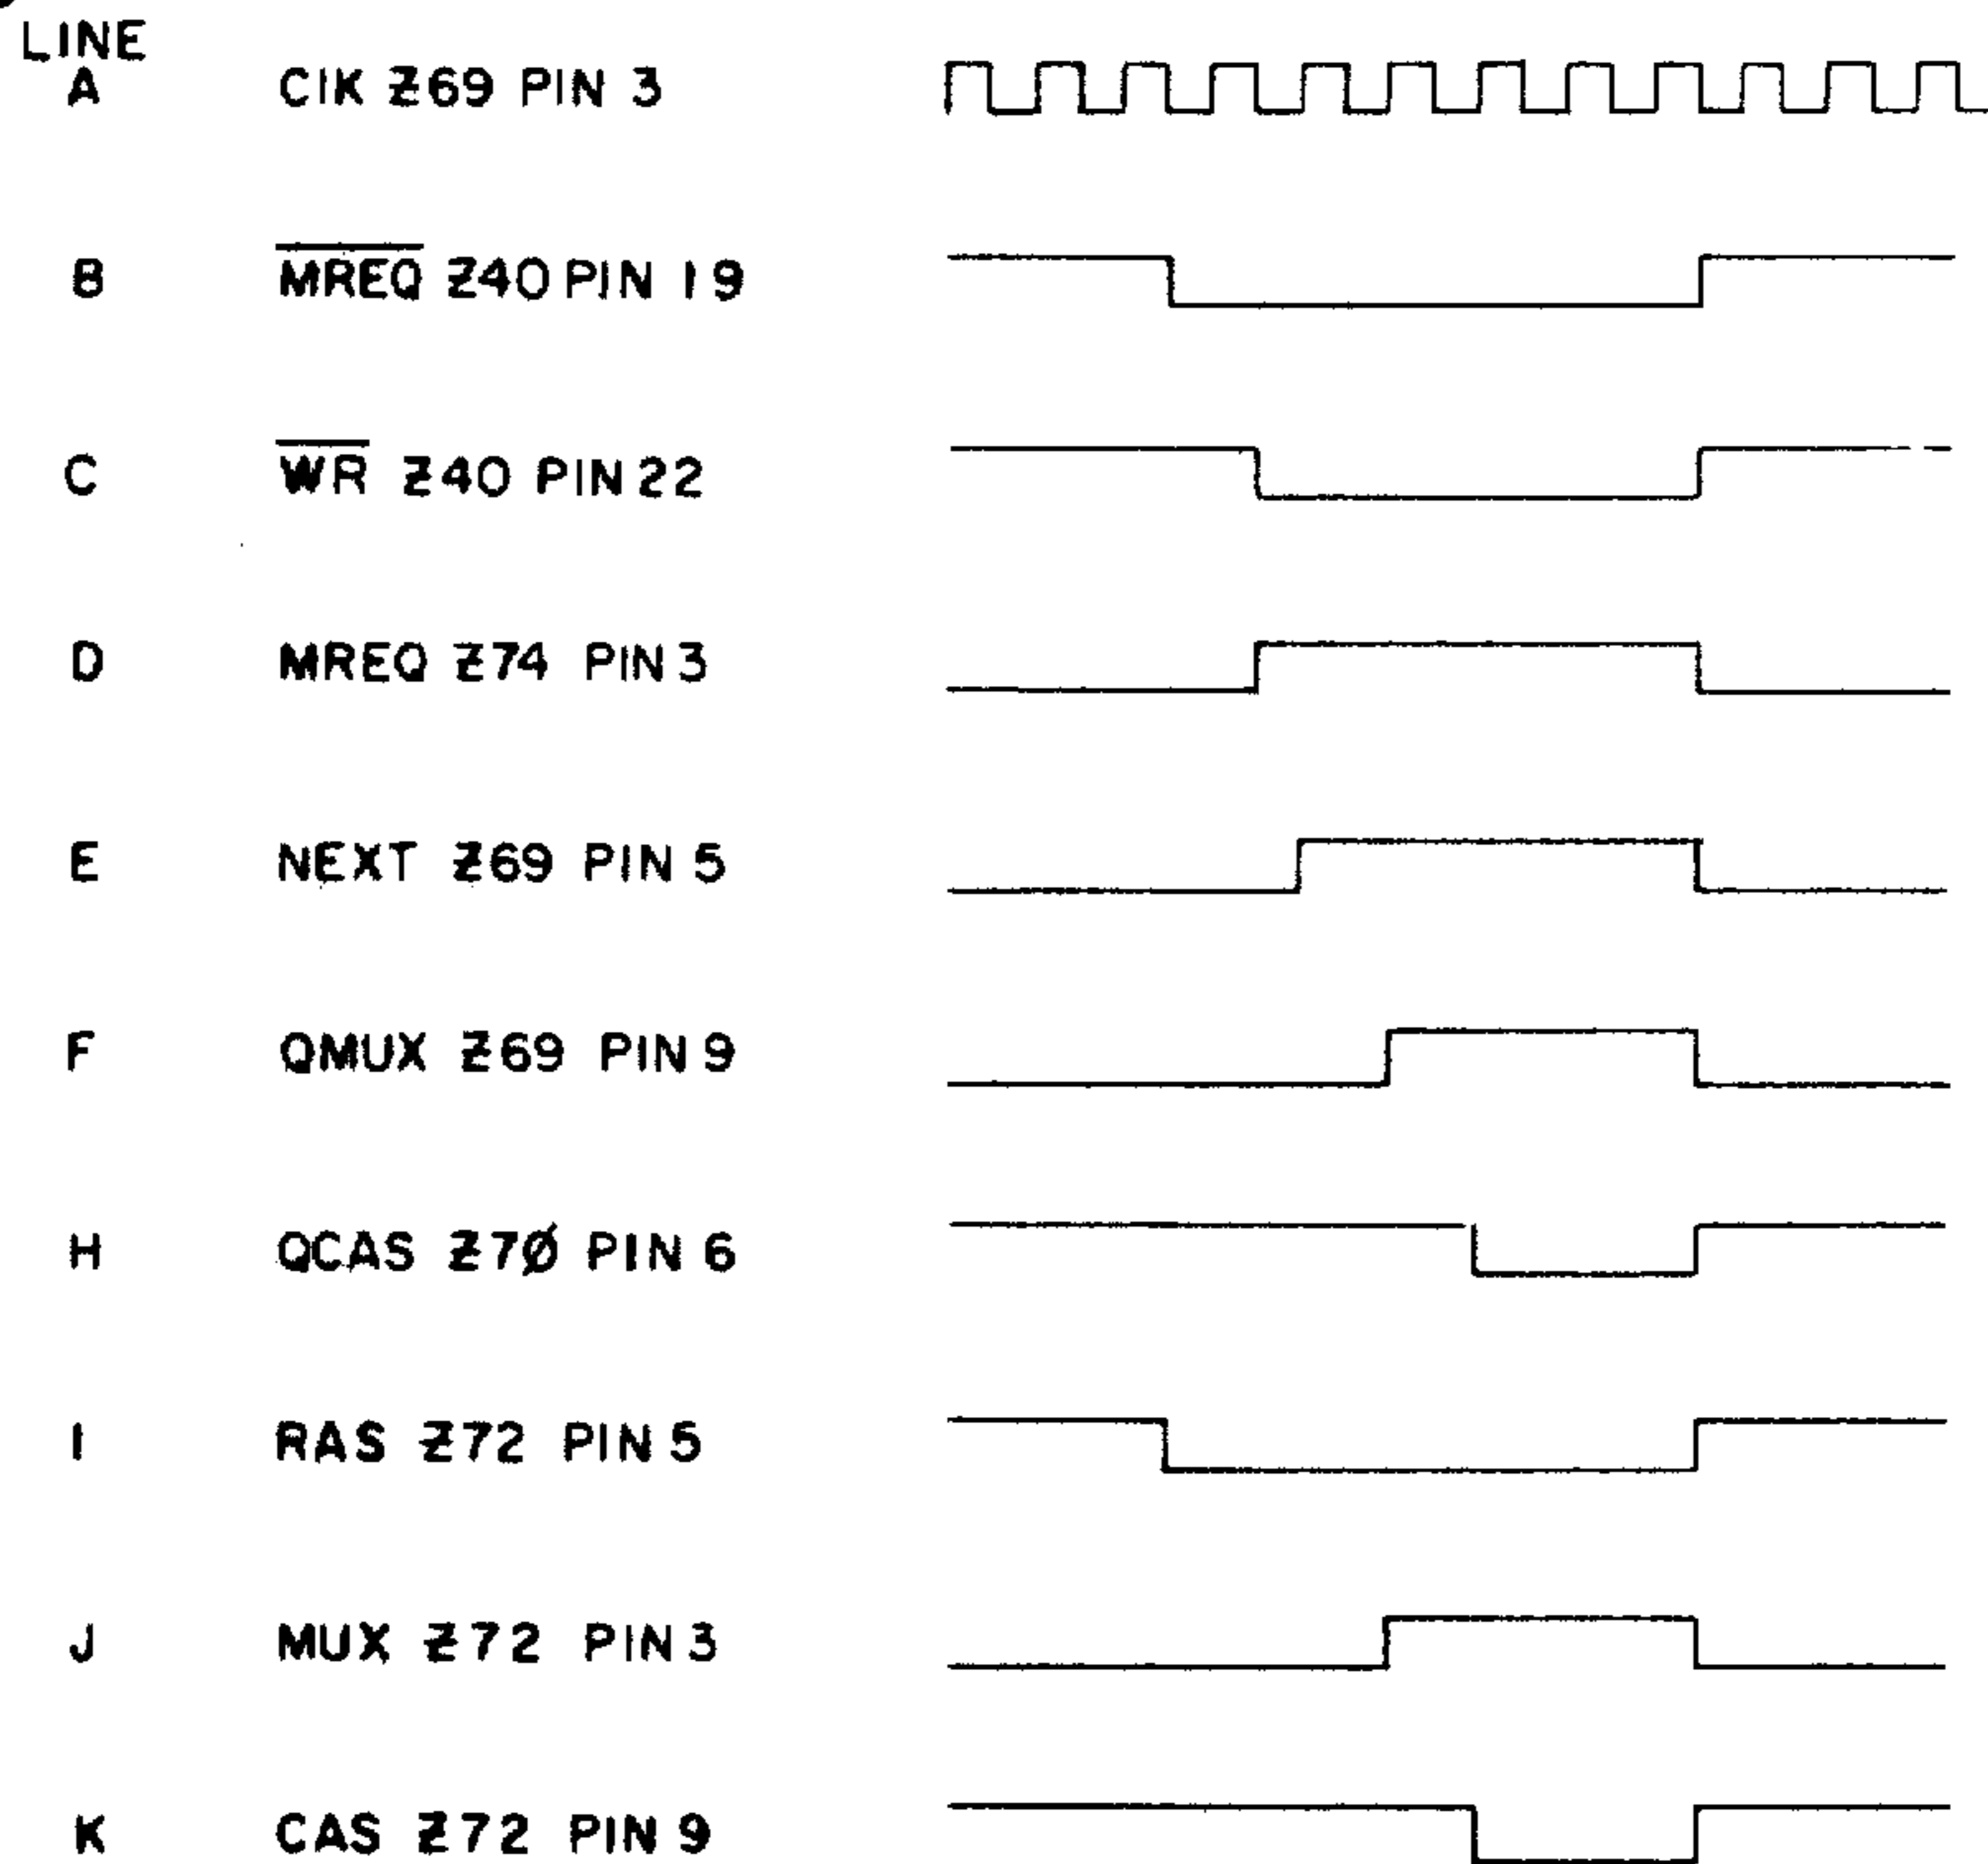 LINE
A CIK Z69 PIN 3
B MREQ Z40 PIN 19
C WR Z40 PIN 22
D MREQ Z74 PIN 3
E NEXT Z69 PIN 5
F QMUX Z69 PIN 9
H QCAS Z7Ø PIN 6
I RAS Z72 PIN 5
J MUX Z72 PIN 3
K CAS Z72 PIN 9